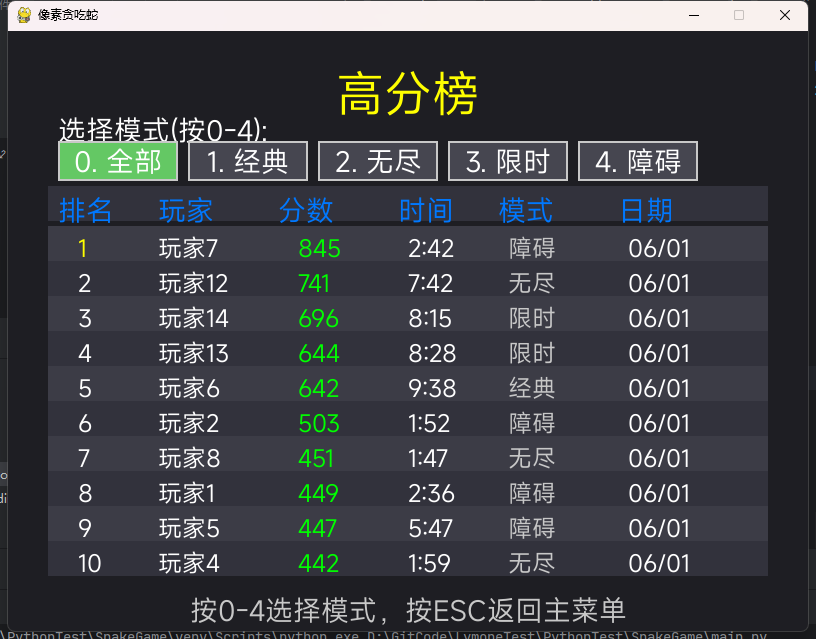 像素贪吃蛇
高分榜
选择模式(按0-4):
0. 全部 1. 经典 2. 无尽 3. 限时 4. 障碍
排名 玩家 分数 时间 模式 日期
1 玩家7 845 2:42 障碍 06/01
2 玩家12 741 7:42 无尽 06/01
3 玩家14 696 8:15 限时 06/01
4 玩家13 644 8:28 限时 06/01
5 玩家6 642 9:38 经典 06/01
6 玩家2 503 1:52 障碍 06/01
7 玩家8 451 1:47 无尽 06/01
8 玩家1 449 2:36 障碍 06/01
9 玩家5 447 5:47 障碍 06/01
10 玩家4 442 1:59 无尽 06/01
按0-4选择模式，按ESC返回主菜单
\PythonTest\SnakeGame\venv\Scripts\python.exe D:\GitCode\LymoneTest\PythonTest\SnakeGame\main.py